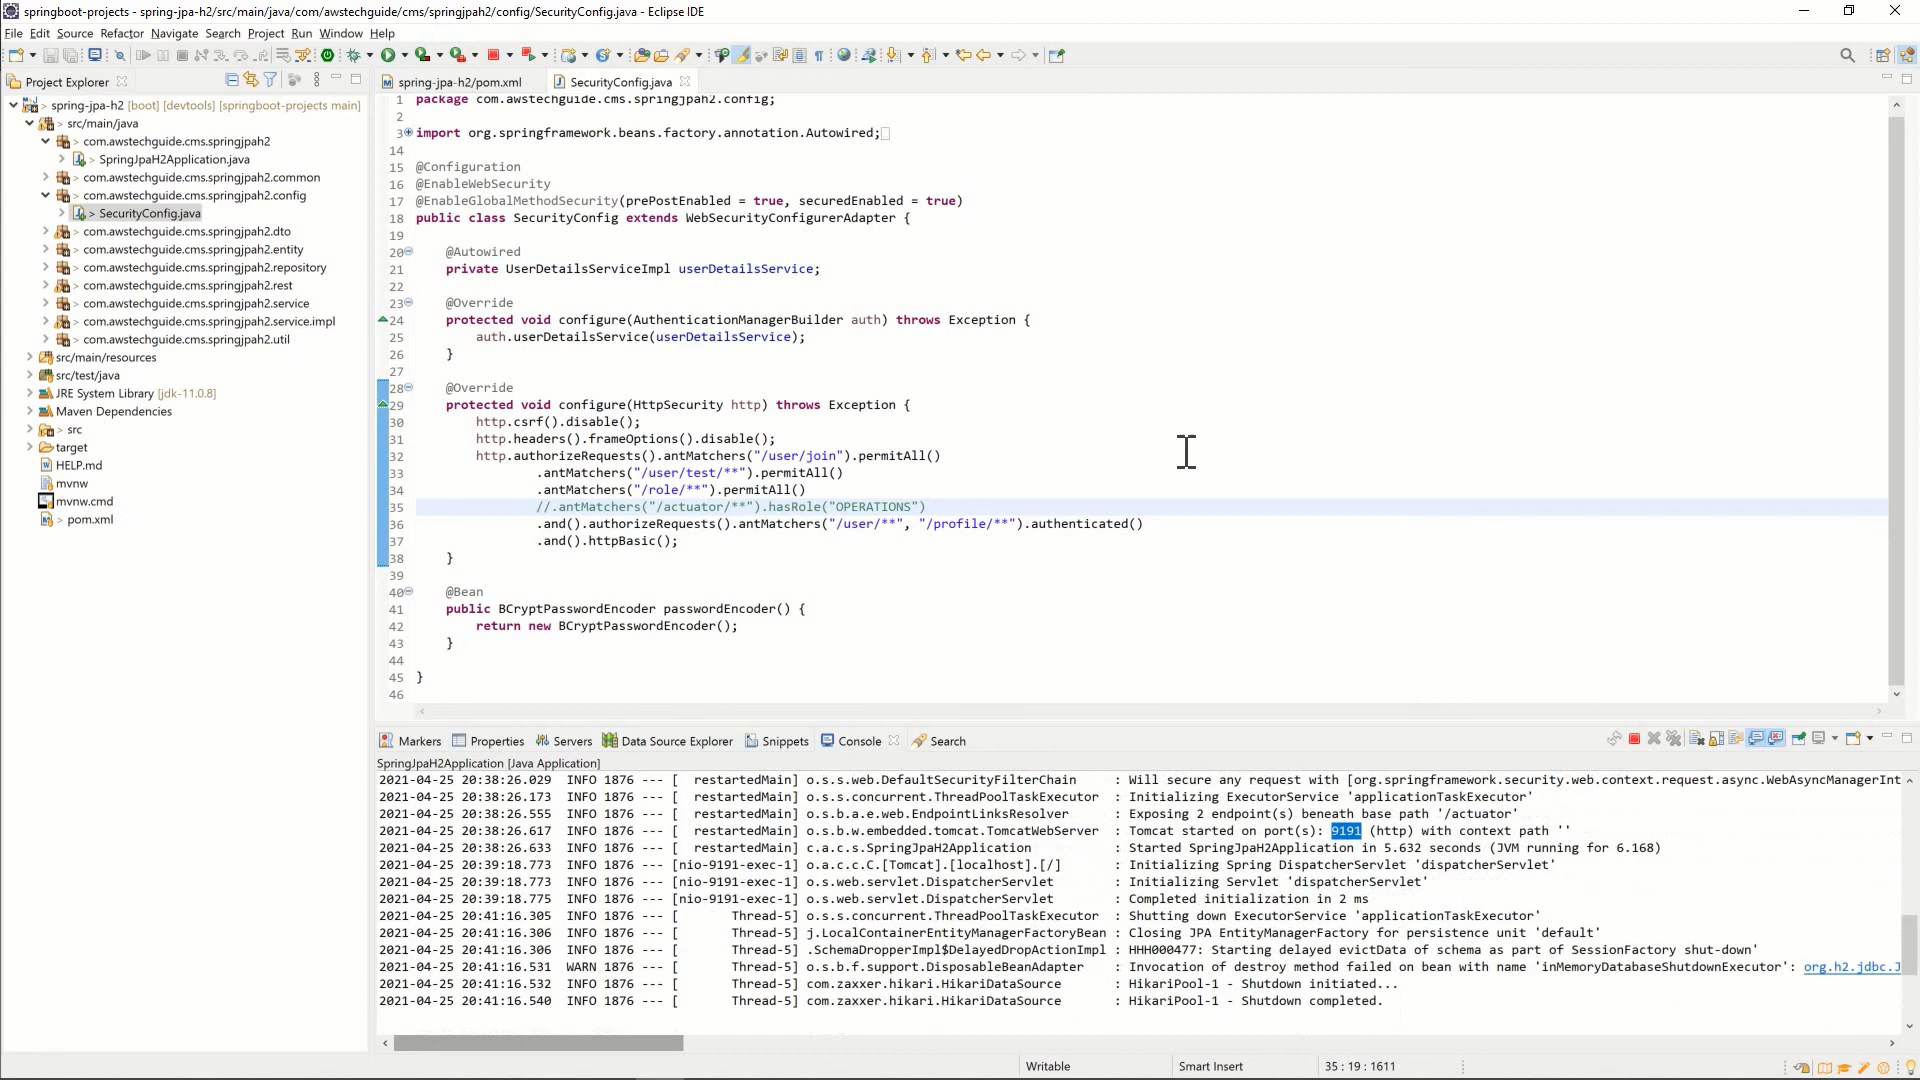 springboot-projects - spring-jpa-h2/src/main/java/com/awstechguide/cms/springjpah2/config/SecurityConfig.java - Eclipse IDE
File Edit Source Refactor Navigate Search Project Run Window Help
Project Explorer
spring-jpa-h2/pom.xml
SecurityConfig.java
> spring-jpa-h2 [boot] [devtools] [springboot-projects main]
> src/main/java
> com.awstechguide.cms.springjpah2
> SpringJpaH2Application.java
> com.awstechguide.cms.springjpah2.common
> com.awstechguide.cms.springjpah2.config
> SecurityConfig.java
> com.awstechguide.cms.springjpah2.dto
> com.awstechguide.cms.springjpah2.entity
> com.awstechguide.cms.springjpah2.repository
> com.awstechguide.cms.springjpah2.rest
> com.awstechguide.cms.springjpah2.service
> com.awstechguide.cms.springjpah2.service.impl
> com.awstechguide.cms.springjpah2.util
src/main/resources
src/test/java
JRE System Library [jdk-11.0.8]
Maven Dependencies
> src
target
HELP.md
mvnw
mvnw.cmd
> pom.xml
1 package com.awstechguide.cms.springjpah2.config;
2
3 import org.springframework.beans.factory.annotation.Autowired;
14
15 @Configuration
16 @EnableWebSecurity
17 @EnableGlobalMethodSecurity(prePostEnabled = true, securedEnabled = true)
18 public class SecurityConfig extends WebSecurityConfigurerAdapter {
19
20 @Autowired
21 private UserDetailsServiceImpl userDetailsService;
22
23 @Override
24 protected void configure(AuthenticationManagerBuilder auth) throws Exception {
25 auth.userDetailsService(userDetailsService);
26 }
27
28 @Override
29 protected void configure(HttpSecurity http) throws Exception {
30 http.csrf().disable();
31 http.headers().frameOptions().disable();
32 http.authorizeRequests().antMatchers("/user/join").permitAll()
33 .antMatchers("/user/test/**").permitAll()
34 .antMatchers("/role/**").permitAll()
35 //.antMatchers("/actuator/**").hasRole("OPERATIONS")
36 .and().authorizeRequests().antMatchers("/user/**", "/profile/**").authenticated()
37 .and().httpBasic();
38 }
39
40 @Bean
41 public BCryptPasswordEncoder passwordEncoder() {
42 return new BCryptPasswordEncoder();
43 }
44
45 }
46
Markers Properties Servers Data Source Explorer Snippets Console Search
SpringJpaH2Application [Java Application]
2021-04-25 20:38:26.029 INFO 1876 --- [ restartedMain] o.s.s.web.DefaultSecurityFilterChain : Will secure any request with [org.springframework.security.web.context.request.async.WebAsyncManagerInt
2021-04-25 20:38:26.173 INFO 1876 --- [ restartedMain] o.s.s.concurrent.ThreadPoolTaskExecutor : Initializing ExecutorService 'applicationTaskExecutor'
2021-04-25 20:38:26.555 INFO 1876 --- [ restartedMain] o.s.b.a.e.web.EndpointLinksResolver : Exposing 2 endpoint(s) beneath base path '/actuator'
2021-04-25 20:38:26.617 INFO 1876 --- [ restartedMain] o.s.b.w.embedded.tomcat.TomcatWebServer : Tomcat started on port(s): 9191 (http) with context path ''
2021-04-25 20:38:26.633 INFO 1876 --- [ restartedMain] c.a.c.s.SpringJpaH2Application : Started SpringJpaH2Application in 5.632 seconds (JVM running for 6.168)
2021-04-25 20:39:18.773 INFO 1876 --- [nio-9191-exec-1] o.a.c.c.C.[Tomcat].[localhost].[/] : Initializing Spring DispatcherServlet 'dispatcherServlet'
2021-04-25 20:39:18.773 INFO 1876 --- [nio-9191-exec-1] o.s.web.servlet.DispatcherServlet : Initializing Servlet 'dispatcherServlet'
2021-04-25 20:39:18.775 INFO 1876 --- [nio-9191-exec-1] o.s.web.servlet.DispatcherServlet : Completed initialization in 2 ms
2021-04-25 20:41:16.305 INFO 1876 --- [ Thread-5] o.s.s.concurrent.ThreadPoolTaskExecutor : Shutting down ExecutorService 'applicationTaskExecutor'
2021-04-25 20:41:16.306 INFO 1876 --- [ Thread-5] j.LocalContainerEntityManagerFactoryBean : Closing JPA EntityManagerFactory for persistence unit 'default'
2021-04-25 20:41:16.306 INFO 1876 --- [ Thread-5] .SchemaDropperImpl$DelayedDropActionImpl : HHH000477: Starting delayed evictData of schema as part of SessionFactory shut-down'
2021-04-25 20:41:16.531 WARN 1876 --- [ Thread-5] o.s.b.f.support.DisposableBeanAdapter : Invocation of destroy method failed on bean with name 'inMemoryDatabaseShutdownExecutor': org.h2.jdbc.J
2021-04-25 20:41:16.532 INFO 1876 --- [ Thread-5] com.zaxxer.hikari.HikariDataSource : HikariPool-1 - Shutdown initiated...
2021-04-25 20:41:16.540 INFO 1876 --- [ Thread-5] com.zaxxer.hikari.HikariDataSource : HikariPool-1 - Shutdown completed.
Writable Smart Insert 35 : 19 : 1611